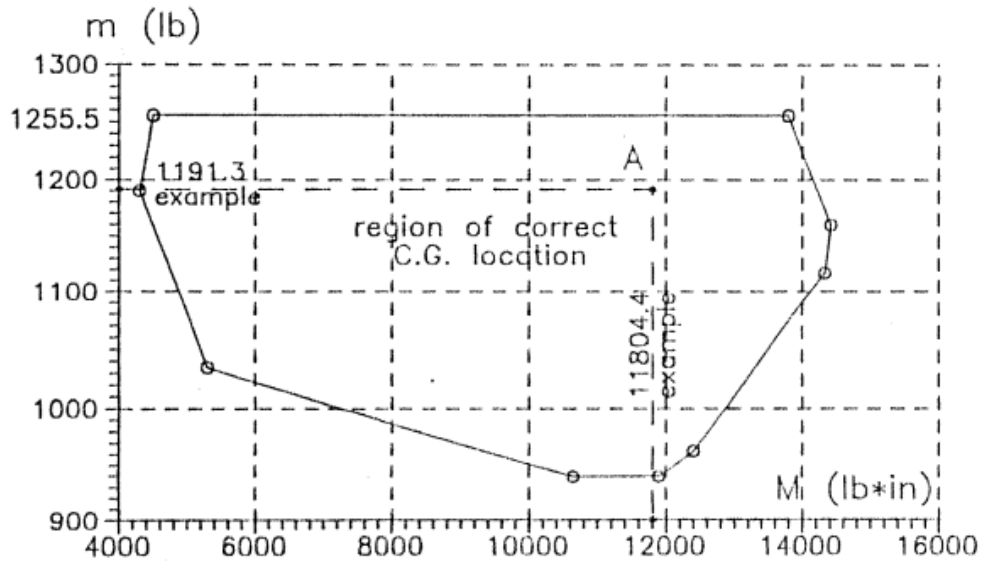 m (lb)
1300
1255.5
1200
1100
1000
900
1191.3
example
A
region of correct
C.G. location
11804.4
example
M (lb*in)
4000 6000 8000 10000 12000 14000 16000